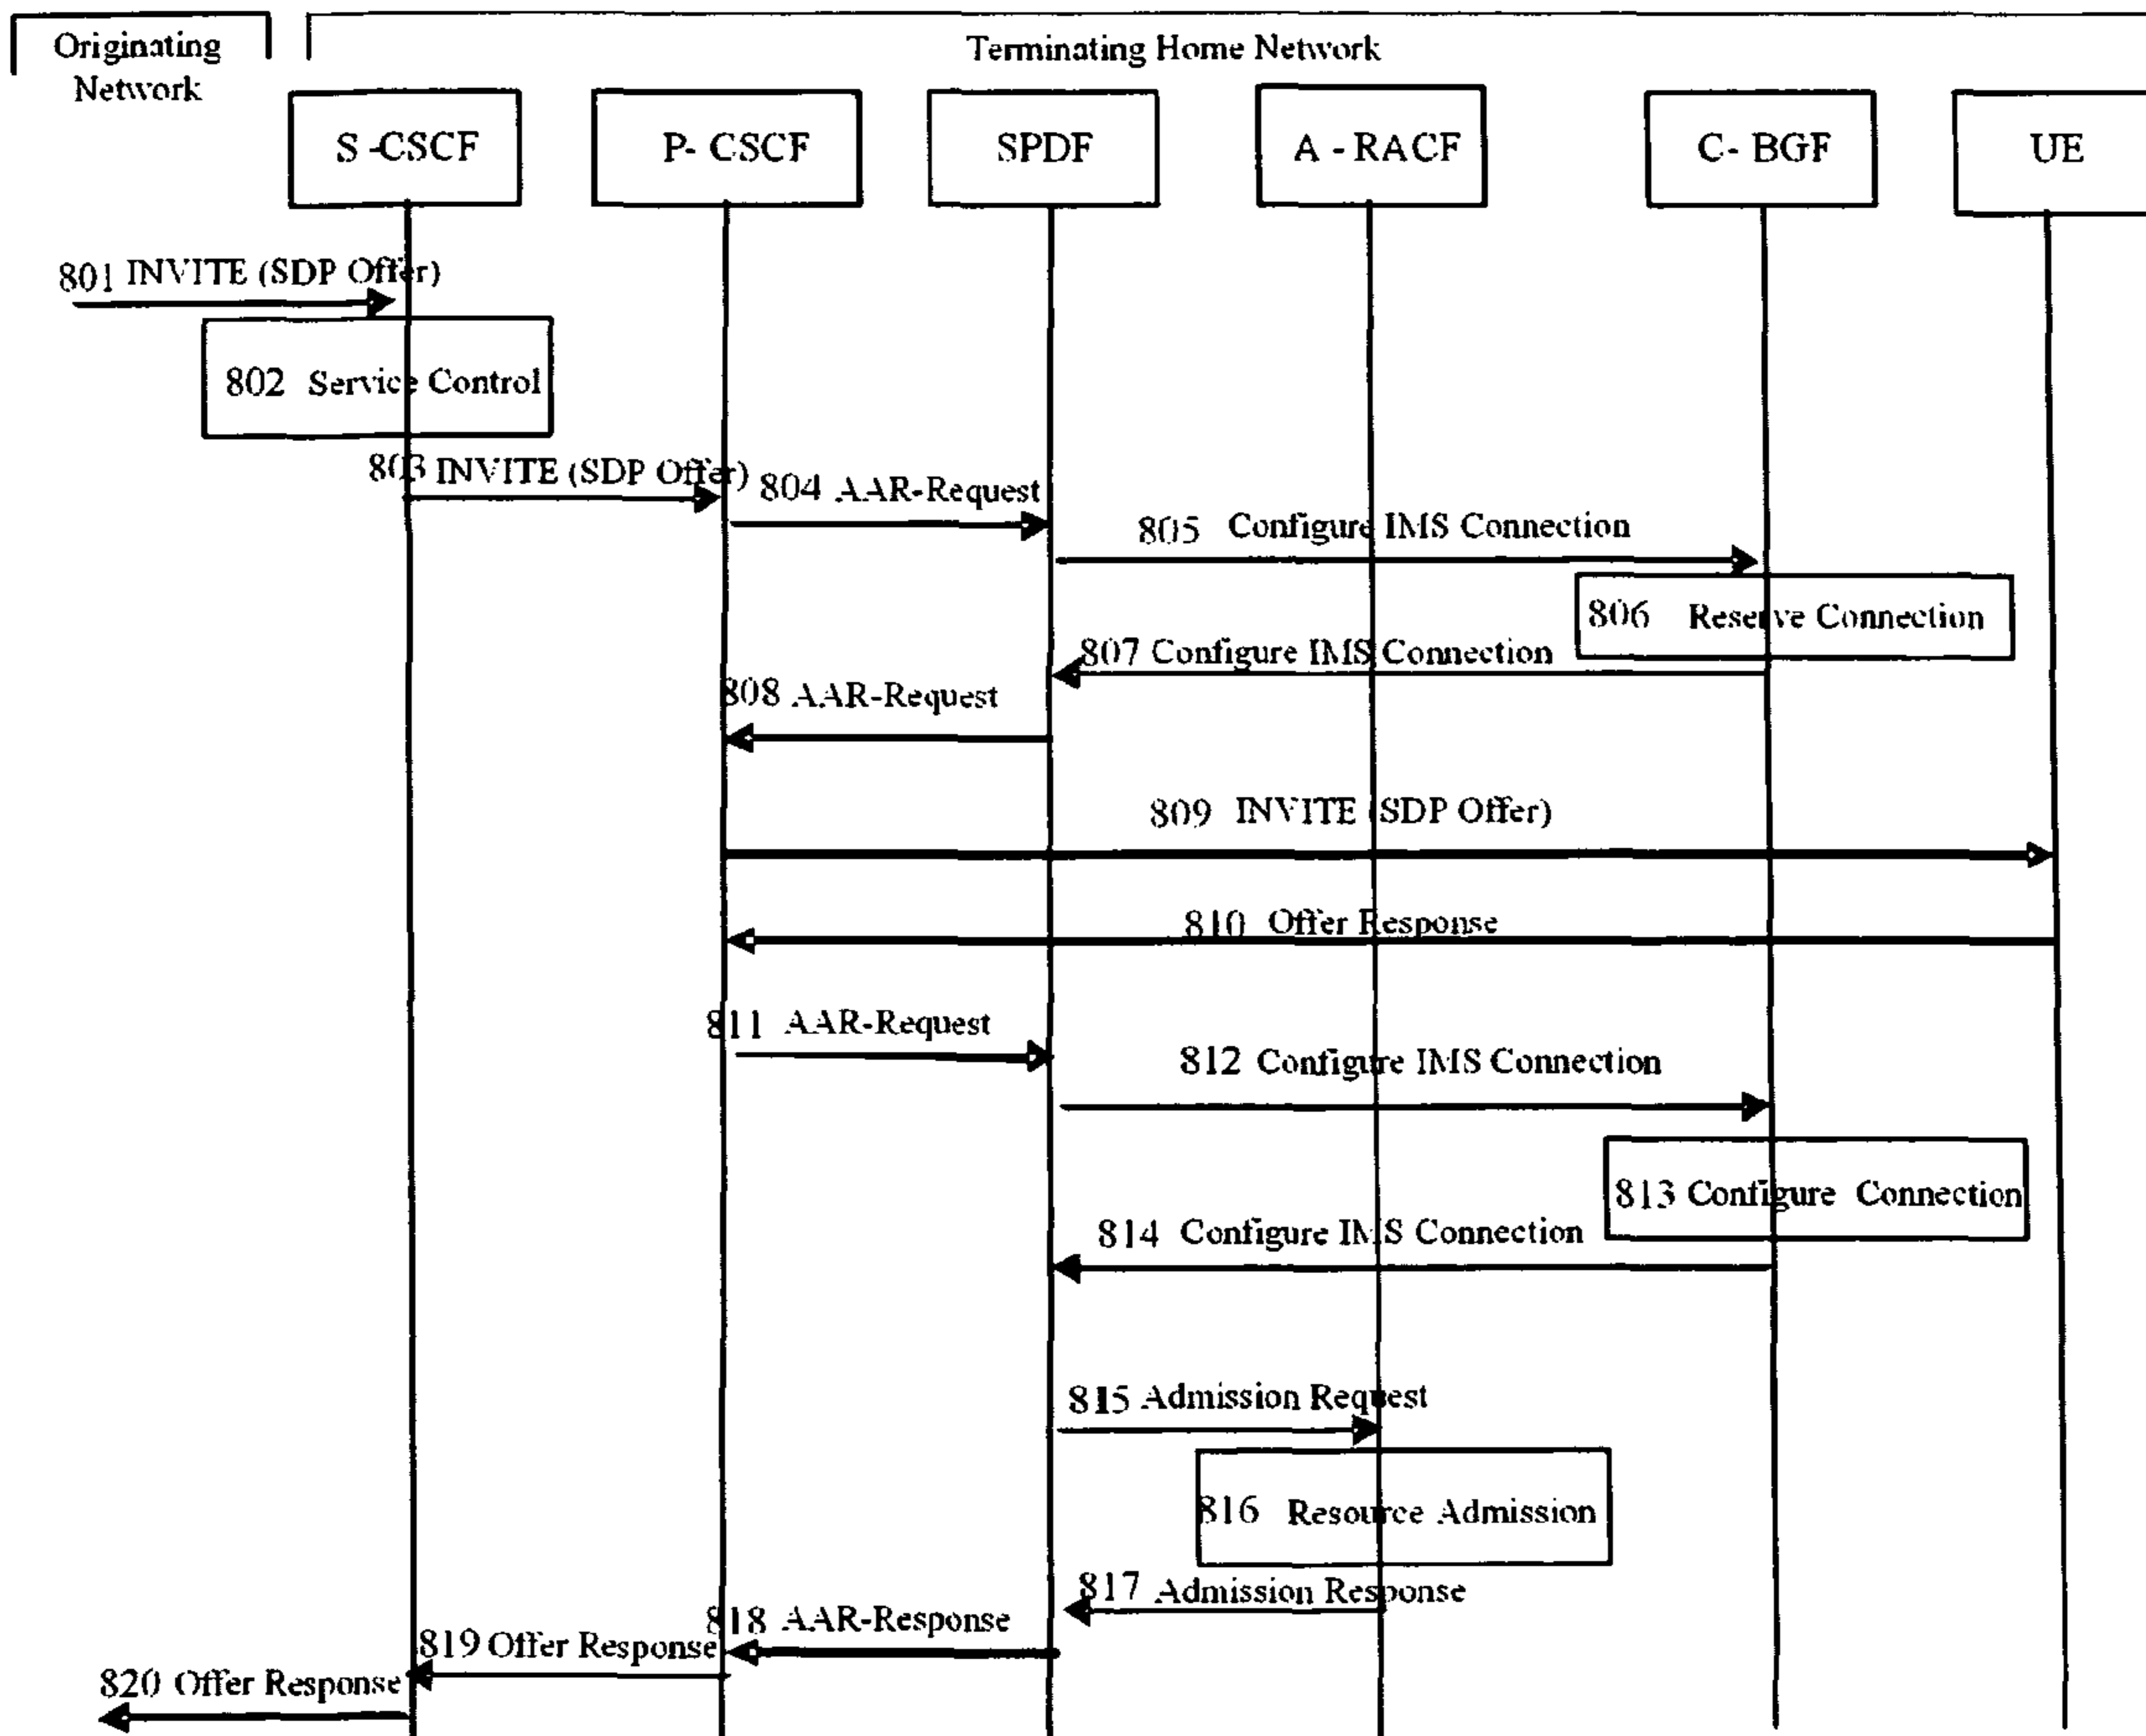 Originating
Network
Terminating Home Network
S -CSCF
P- CSCF
SPDF
A - RACF
C- BGF
UE
801 INVITE (SDP Offer)
802 Service Control
803 INVITE (SDP Offer)
804 AAR-Request
805 Configure IMS Connection
806 Reserve Connection
807 Configure IMS Connection
808 AAR-Request
809 INVITE (SDP Offer)
810 Offer Response
811 AAR-Request
812 Configure IMS Connection
813 Configure Connection
814 Configure IMS Connection
815 Admission Request
816 Resource Admission
817 Admission Response
818 AAR-Response
819 Offer Response
820 Offer Response